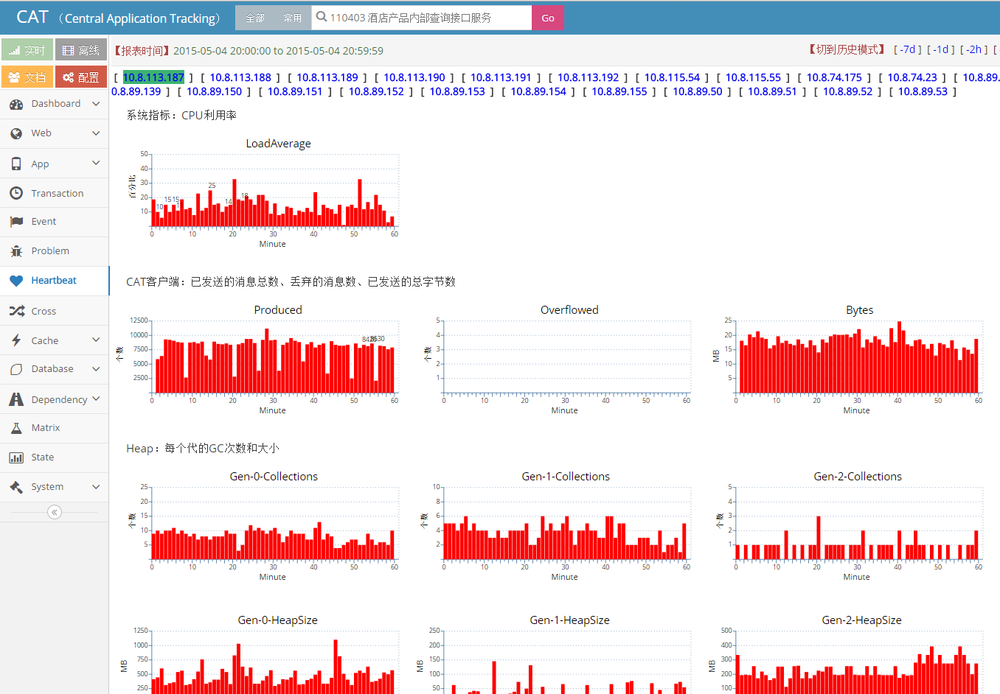 CAT （Central Application Tracking） 全部 常用 110403 酒店产品内部查询接口服务 Go
实时 离线
文档 配置
Dashboard
Web
App
Transaction
Event
Problem
Heartbeat
Cross
Cache
Database
Dependency
Matrix
State
System
【报表时间】2015-05-04 20:00:00 to 2015-05-04 20:59:59 【切到历史模式】 [ -7d ] [ -1d ] [ -2h ] [
[ 10.8.113.187 ] [ 10.8.113.188 ] [ 10.8.113.189 ] [ 10.8.113.190 ] [ 10.8.113.191 ] [ 10.8.113.192 ] [ 10.8.115.54 ] [ 10.8.115.55 ] [ 10.8.74.175 ] [ 10.8.74.23 ] [ 10.8.89.
0.8.89.139 ] [ 10.8.89.150 ] [ 10.8.89.151 ] [ 10.8.89.152 ] [ 10.8.89.153 ] [ 10.8.89.154 ] [ 10.8.89.155 ] [ 10.8.89.50 ] [ 10.8.89.51 ] [ 10.8.89.52 ] [ 10.8.89.53 ]
系统指标：CPU利用率
LoadAverage
50
40
30
20
10
百分比
10 15 15 25 14 18
0 10 20 30 40 50 60
Minute
CAT客户端：已发送的消息总数、丢弃的消息数、已发送的总字节数
Produced
12500
10000
7500
5000
2500
个数
8630
0 10 20 30 40 50 60
Minute
Overflowed
5
4
3
2
1
个数
0 10 20 30 40 50 60
Minute
Bytes
25
20
15
10
5
MB
0 10 20 30 40 50 60
Minute
Heap：每个代的GC次数和大小
Gen-0-Collections
25
20
15
10
5
个数
0 10 20 30 40 50 60
Minute
Gen-1-Collections
10
8
6
4
2
个数
0 10 20 30 40 50 60
Minute
Gen-2-Collections
5
4
3
2
1
个数
0 10 20 30 40 50 60
Minute
Gen-0-HeapSize
1250
1000
750
500
250
MB
Gen-1-HeapSize
250
200
150
100
50
MB
Gen-2-HeapSize
500
400
300
200
100
MB